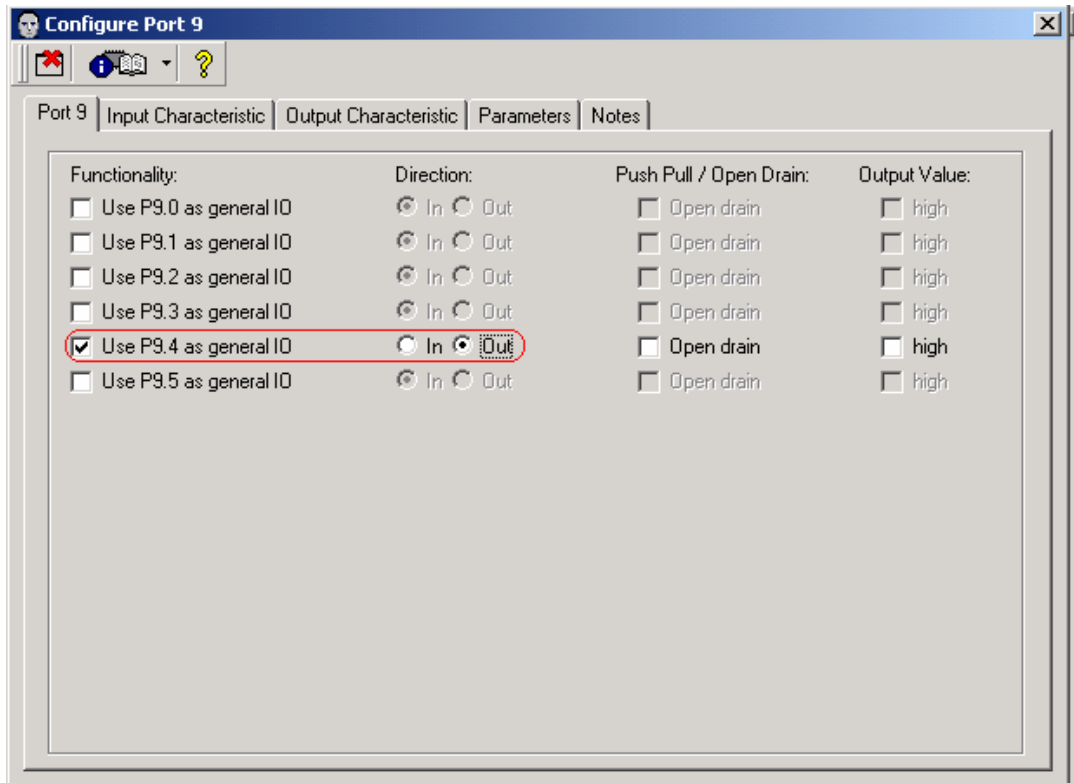 Configure Port 9
Port 9 Input Characteristic Output Characteristic Parameters Notes
Functionality: Direction: Push Pull / Open Drain: Output Value:
Use P9.0 as general IO In Out Open drain high
Use P9.1 as general IO In Out Open drain high
Use P9.2 as general IO In Out Open drain high
Use P9.3 as general IO In Out Open drain high
Use P9.4 as general IO In Out Open drain high
Use P9.5 as general IO In Out Open drain high